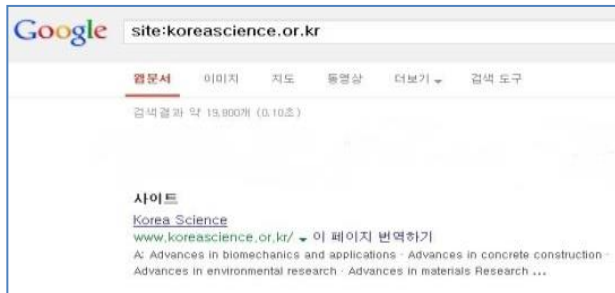 Google site:koreascience.or.kr
웹문서 이미지 지도 동영상 더보기 검색 도구
검색결과 약 19,800개 (0.10초)
사이트
Korea Science
www.koreascience.or.kr/ 이 페이지 번역하기
A: Advances in biomechanics and applications · Advances in concrete construction ·
Advances in environmental research · Advances in materials Research ...